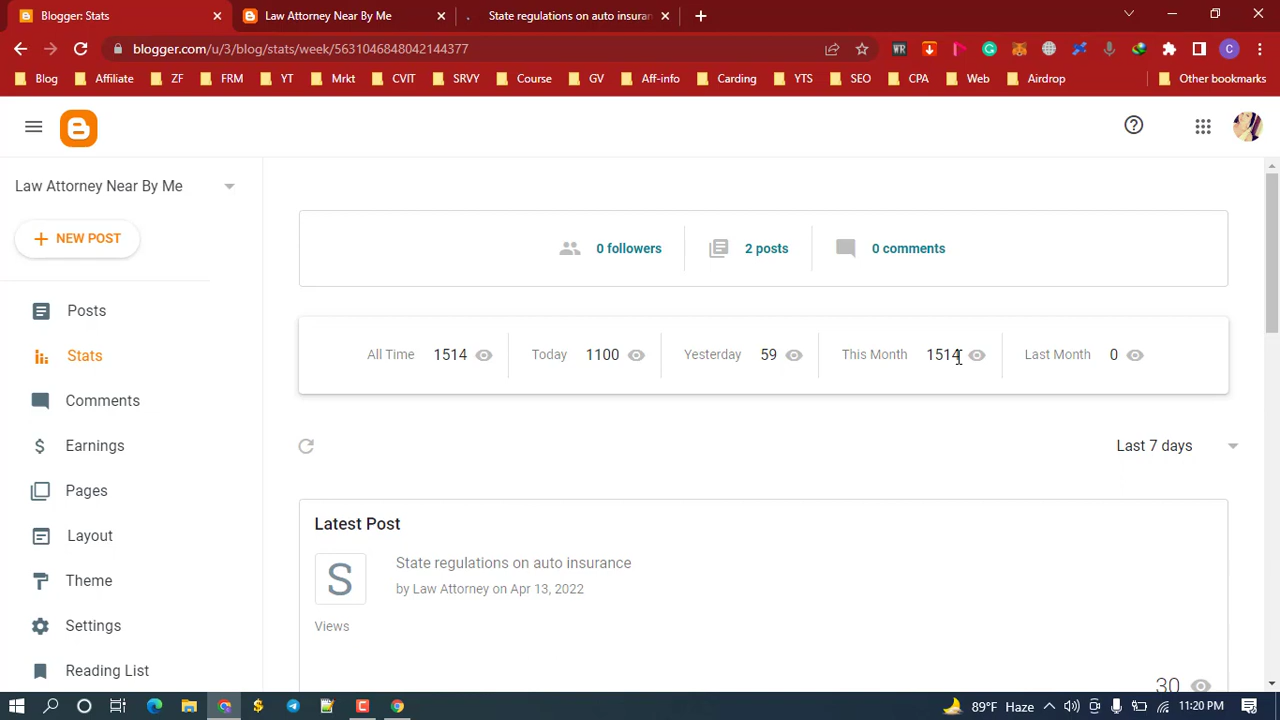 Blogger: Stats
Law Attorney Near By Me
State regulations on auto insuran
blogger.com/u/3/blog/stats/week/5631046848042144377
Blog
Affiliate
ZF
FRM
YT
Mrkt
CVIT
SRVY
Course
GV
Aff-info
Carding
YTS
SEO
CPA
Web
Airdrop
Other bookmarks
Law Attorney Near By Me
NEW POST
0 followers
2 posts
0 comments
Posts
Stats
Comments
Earnings
Pages
Layout
Theme
Settings
Reading List
All Time 1514
Today 1100
Yesterday 59
This Month 1514
Last Month 0
Last 7 days
Latest Post
S
State regulations on auto insurance
by Law Attorney on Apr 13, 2022
Views
30
89°F Haze
11:20 PM